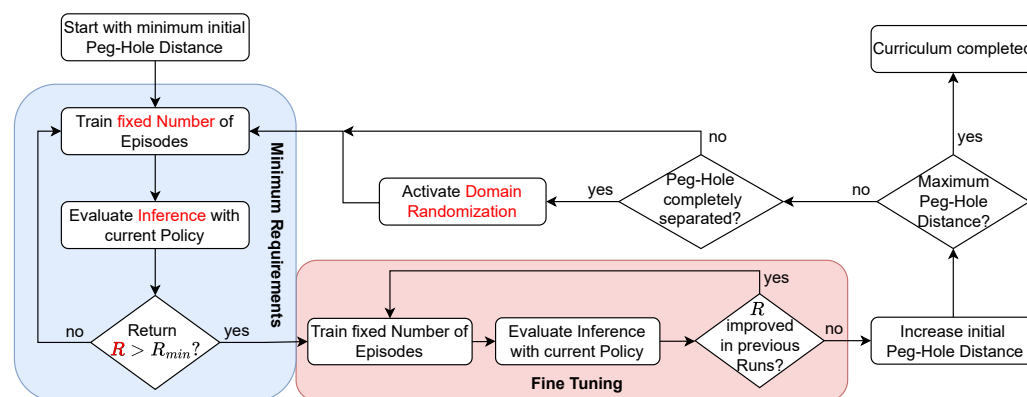 Start with minimum initial
Peg-Hole Distance
Train fixed Number of
Episodes
Evaluate Inference with
current Policy
Return
R > Rmin?
no
yes
Minimum Requirements
Train fixed Number of
Episodes
Evaluate Inference
with current Policy
R
improved
in previous
Runs?
yes
no
Fine Tuning
Increase initial
Peg-Hole Distance
Maximum
Peg-Hole
Distance?
yes
no
Curriculum completed
Peg-Hole
completely
separated?
no
yes
Activate Domain
Randomization